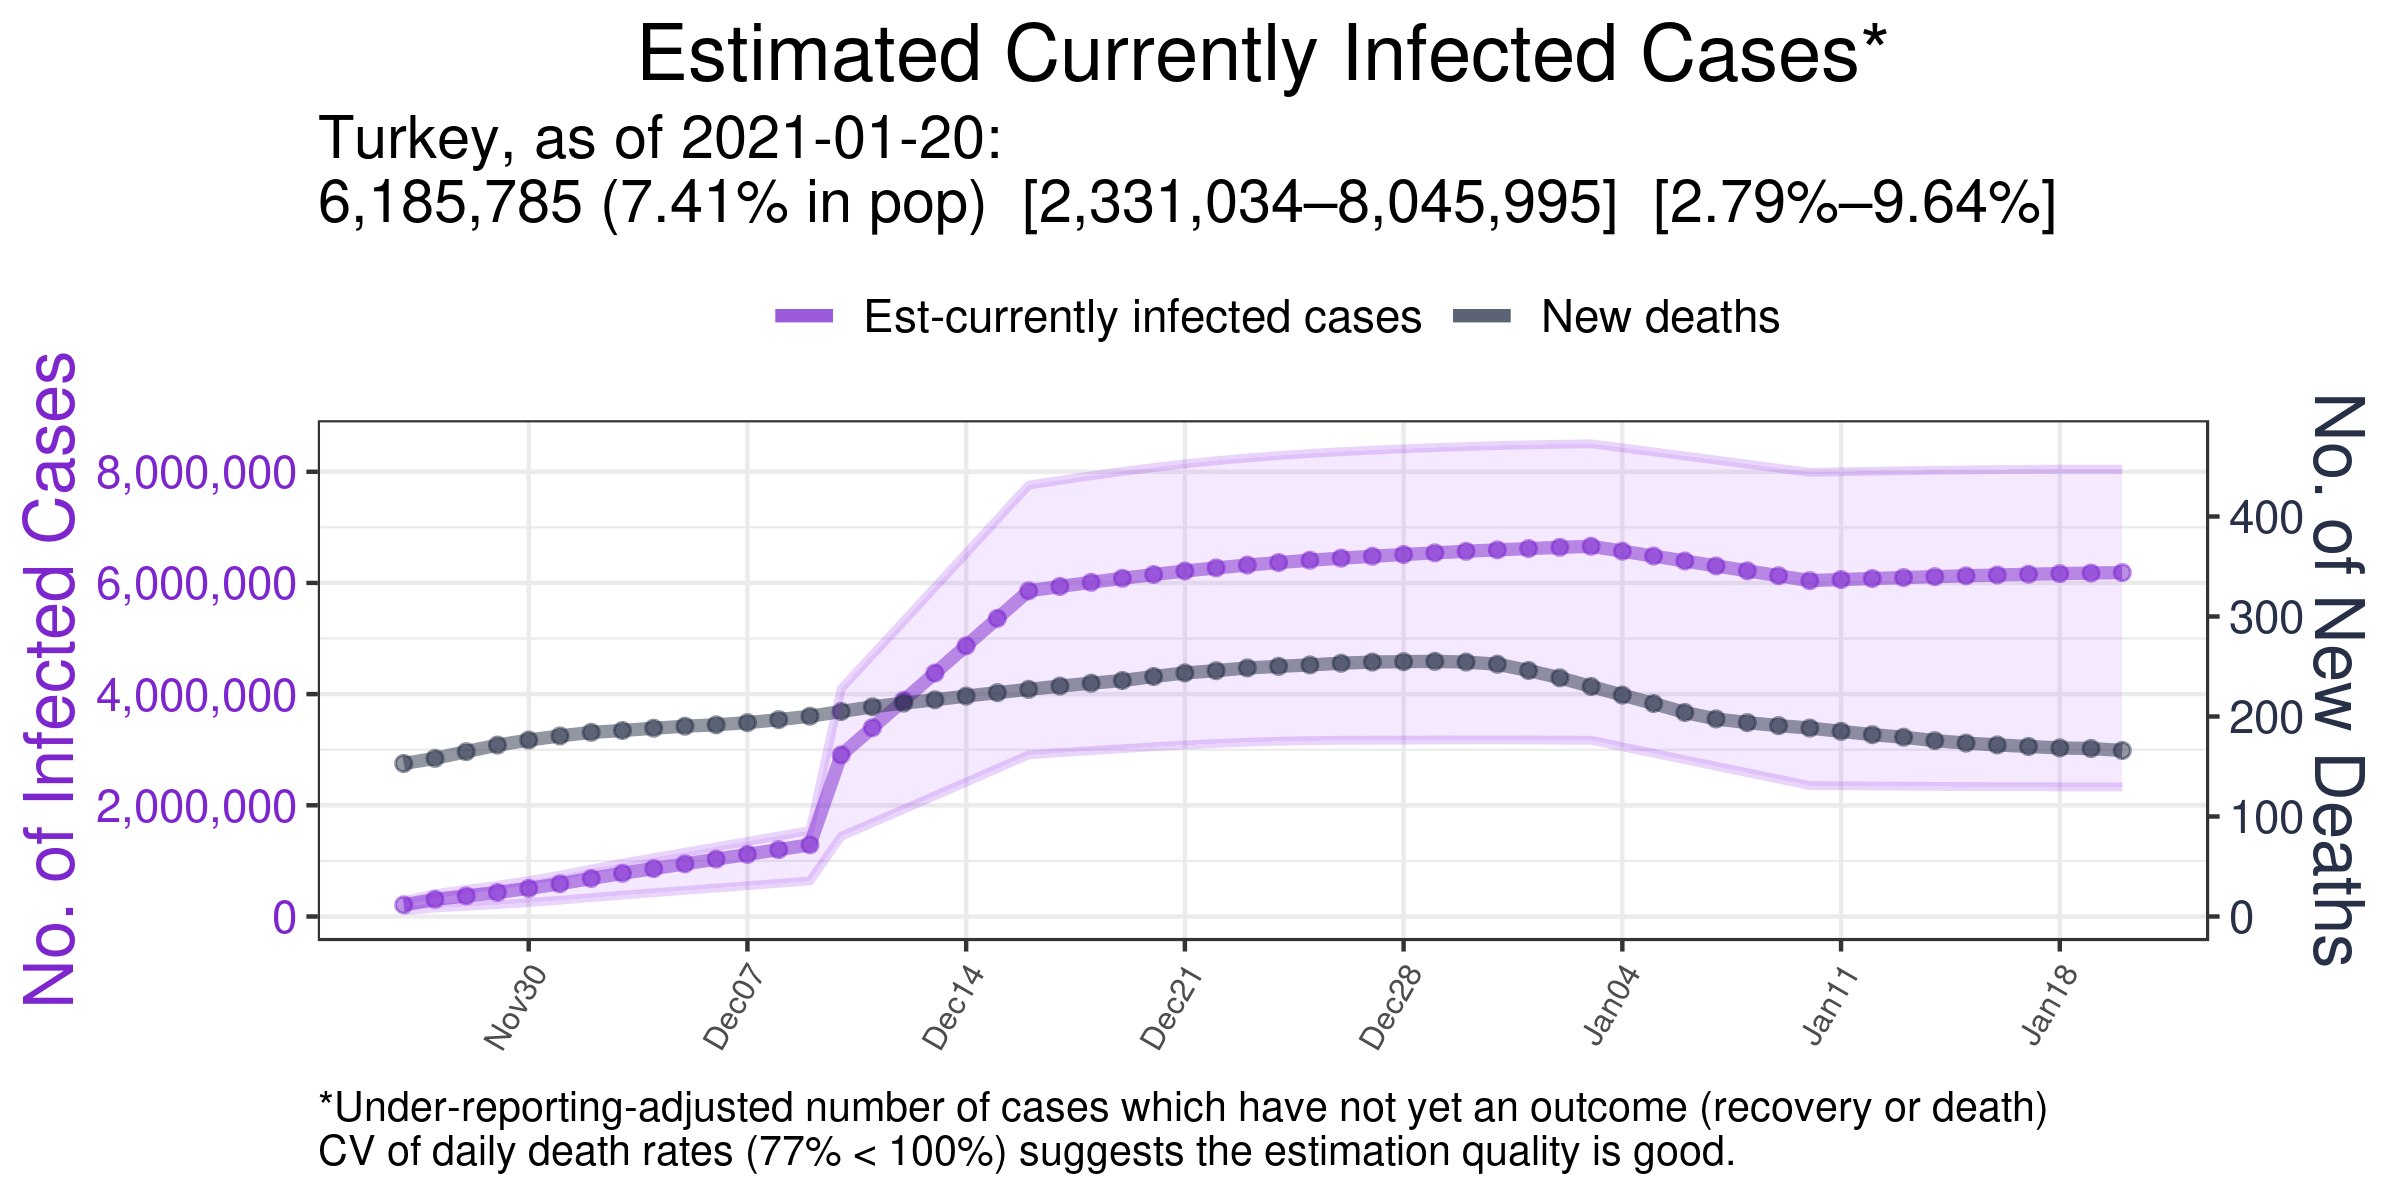 Estimated Currently Infected Cases*
Turkey, as of 2021-01-20:
6,185,785 (7.41% in pop) [2,331,034–8,045,995] [2.79%–9.64%]
Est-currently infected cases
New deaths
No. of Infected Cases
8,000,000
6,000,000
4,000,000
2,000,000
0
No. of New Deaths
400
300
200
100
0
Nov30
Dec07
Dec14
Dec21
Dec28
Jan04
Jan11
Jan18
*Under-reporting-adjusted number of cases which have not yet an outcome (recovery or death)
CV of daily death rates (77% < 100%) suggests the estimation quality is good.